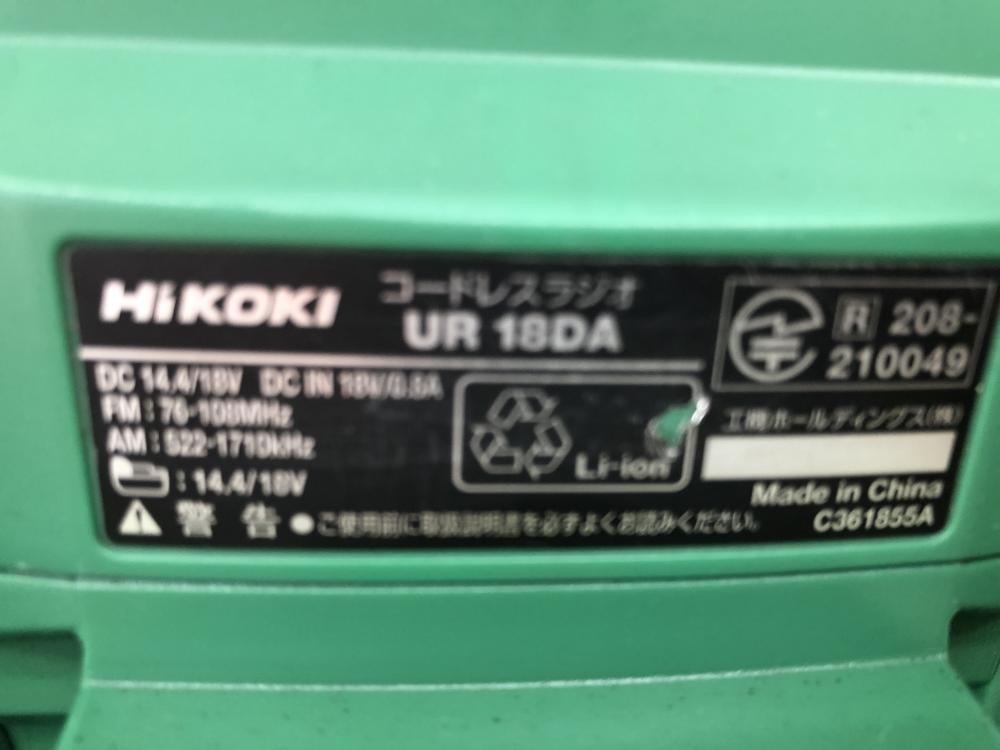 HiKOKI
コードレスラジオ
UR 18DA
R 208-
210049
DC 14.4/18V DC IN 18V/0.8A
FM : 76-108MHz
AM : 522-1710kHz
: 14.4/18V
Li-ion
工機ホールディングス(株)
Made in China
C361855A
警告 ●ご使用前に取扱説明書を必ずよくお読みください。